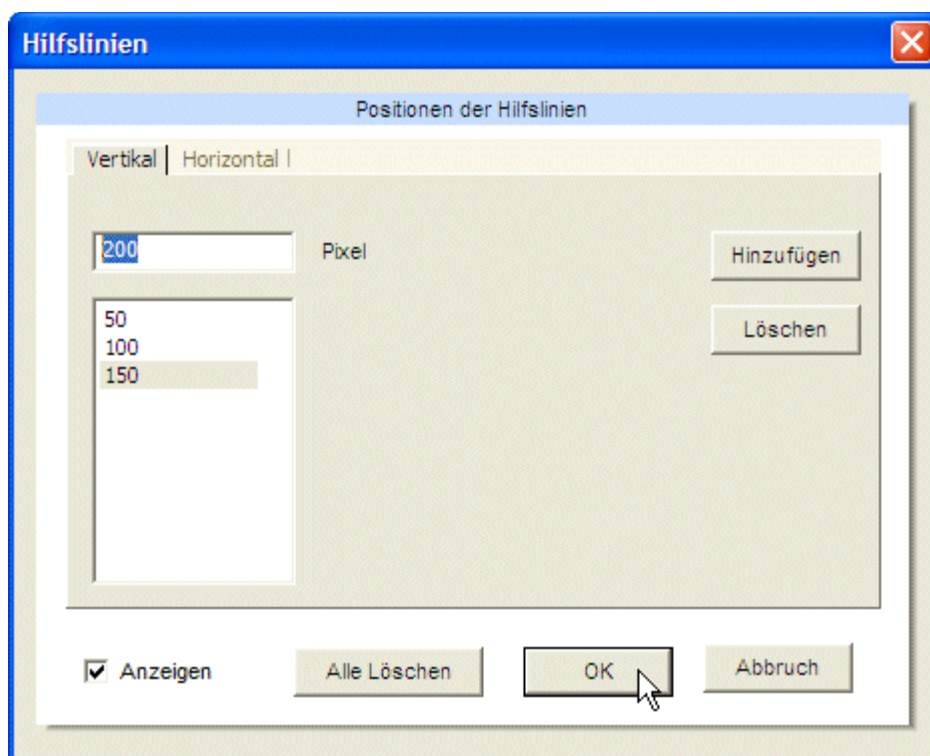 Hilfslinien
Positionen der Hilfslinien
Vertikal Horizontal
200 Pixel Hinzufügen
Löschen
50
100
150
Anzeigen Alle Löschen OK Abbruch